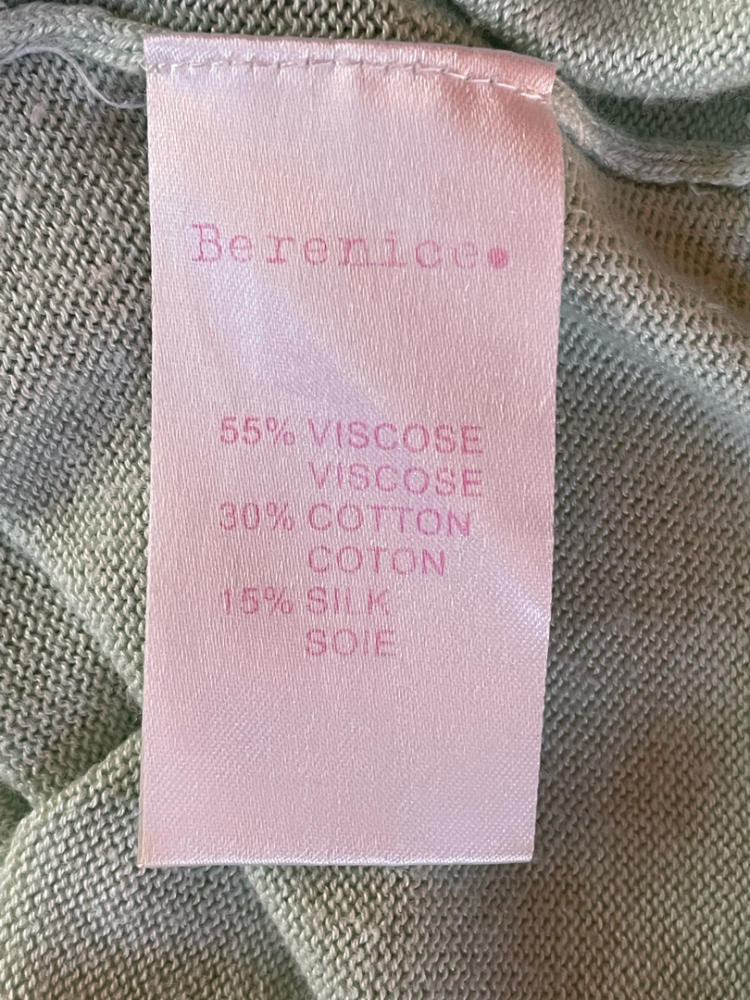 Berenice.
55% VISCOSE
VISCOSE
30% COTTON
COTON
15% SILK
SOIE